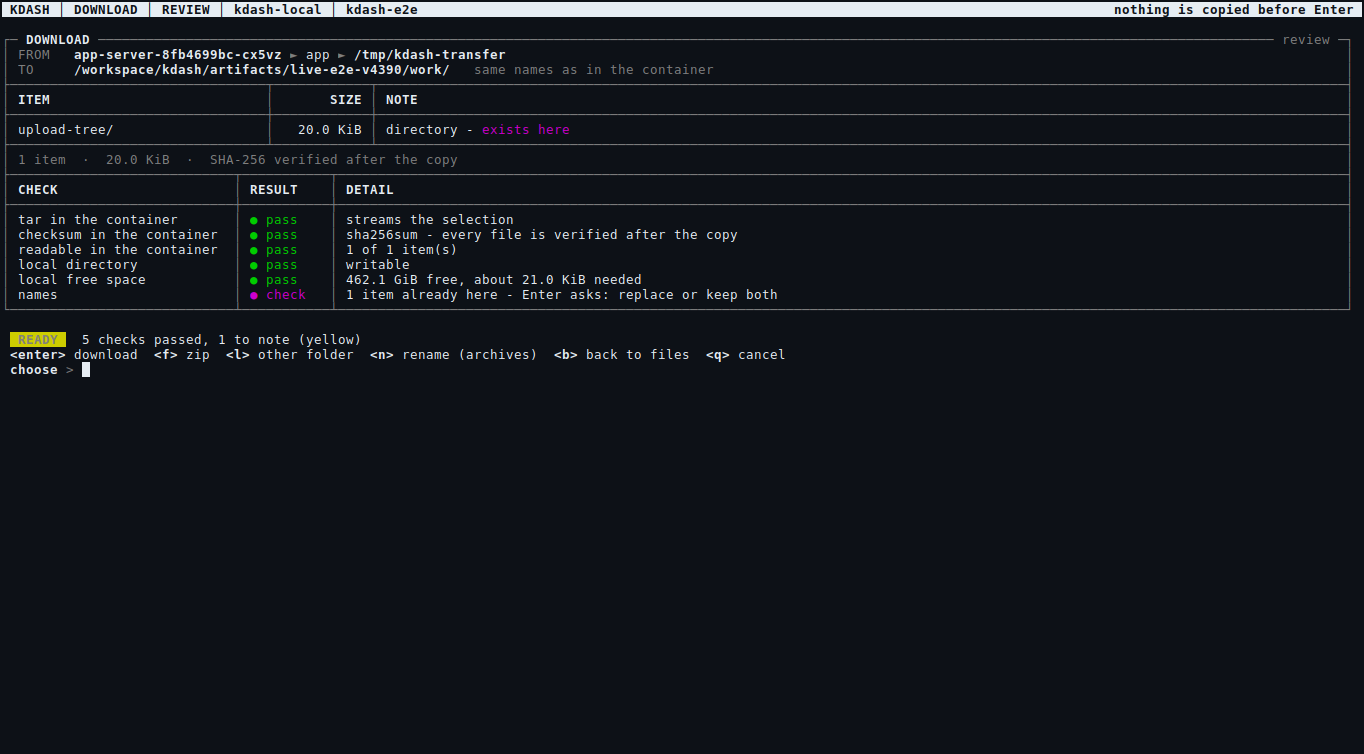 KDASH │ DOWNLOAD │ REVIEW │ kdash-local │ kdash-e2e nothing is copied before Enter
DOWNLOAD review
FROM app-server-8fb4699bc-cx5vz ► app ► /tmp/kdash-transfer
TO /workspace/kdash/artifacts/live-e2e-v4390/work/ same names as in the container
ITEM │ SIZE │ NOTE
upload-tree/ │ 20.0 KiB │ directory - exists here
1 item · 20.0 KiB · SHA-256 verified after the copy
CHECK │ RESULT │ DETAIL
tar in the container │ ● pass │ streams the selection
checksum in the container │ ● pass │ sha256sum - every file is verified after the copy
readable in the container │ ● pass │ 1 of 1 item(s)
local directory │ ● pass │ writable
local free space │ ● pass │ 462.1 GiB free, about 21.0 KiB needed
names │ ● check │ 1 item already here - Enter asks: replace or keep both
READY 5 checks passed, 1 to note (yellow)
<enter> download <f> zip <l> other folder <n> rename (archives) <b> back to files <q> cancel
choose >